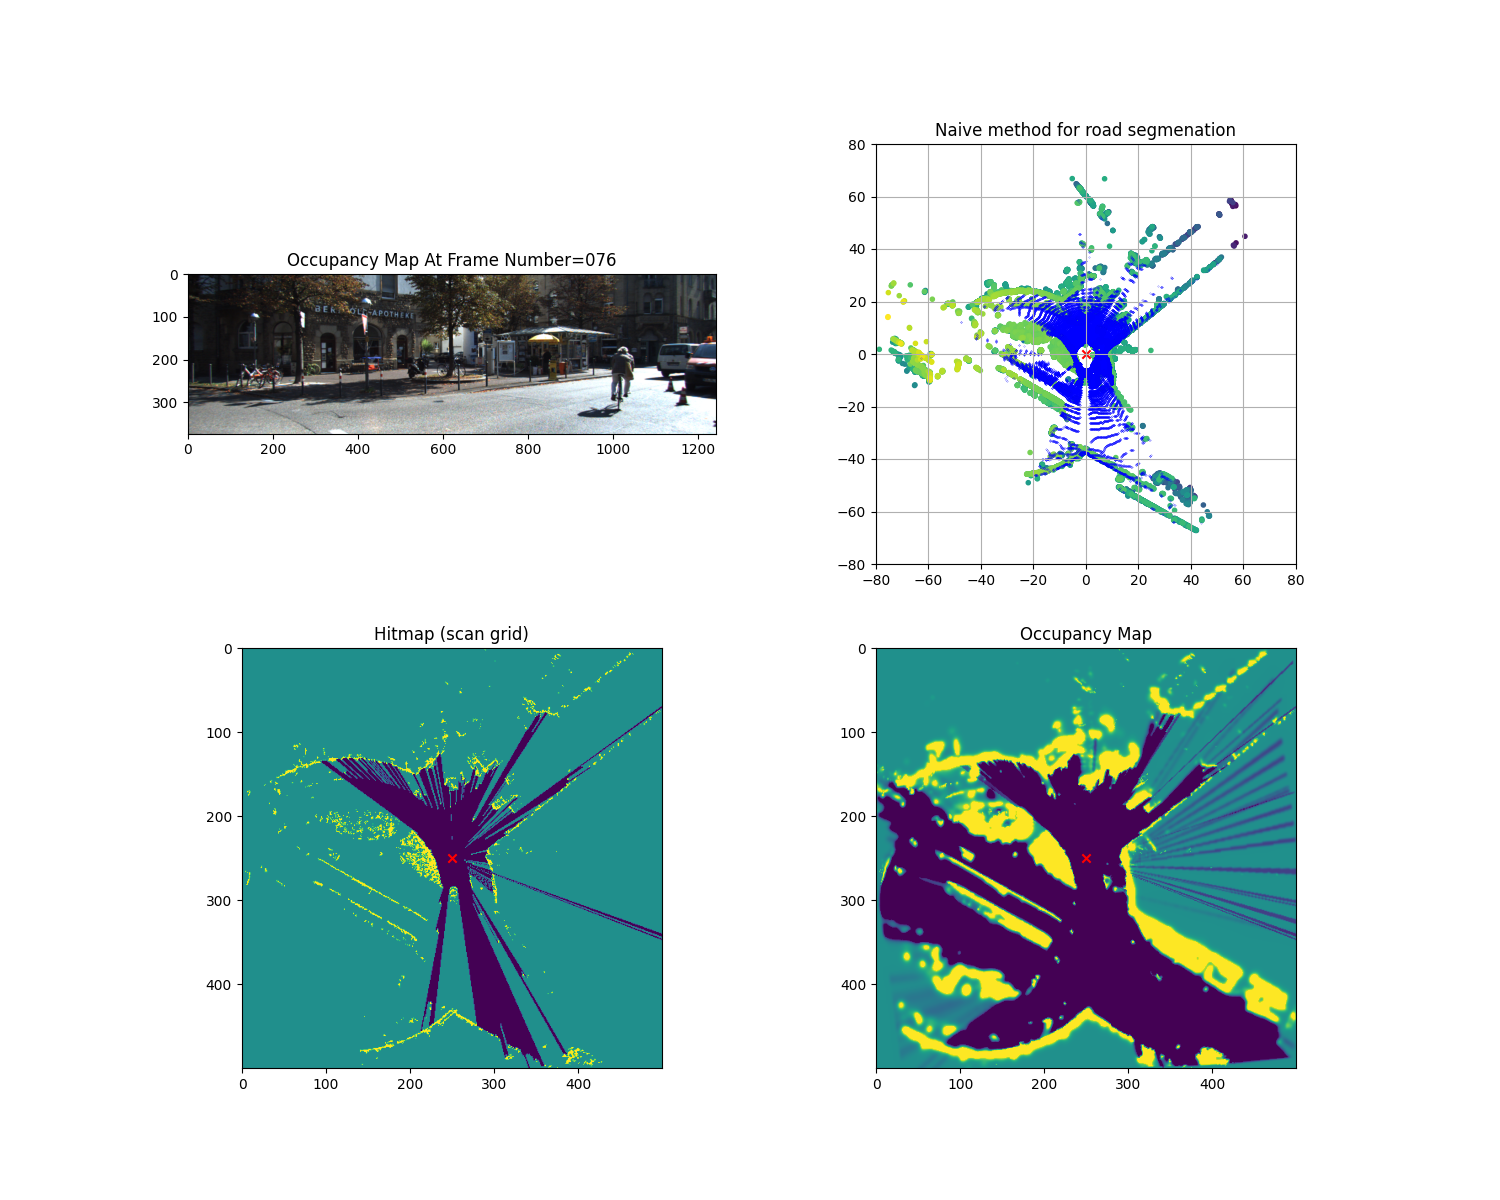 Occupancy Map At Frame Number=076
0
100
200
300
0 200 400 600 800 1000 1200
BERTHOLD-APOTHEKE
Naive method for road segmenation
80
60
40
20
0
−20
−40
−60
−80
−80 −60 −40 −20 0 20 40 60 80
Hitmap (scan grid)
0
100
200
300
400
0 100 200 300 400
Occupancy Map
0
100
200
300
400
0 100 200 300 400